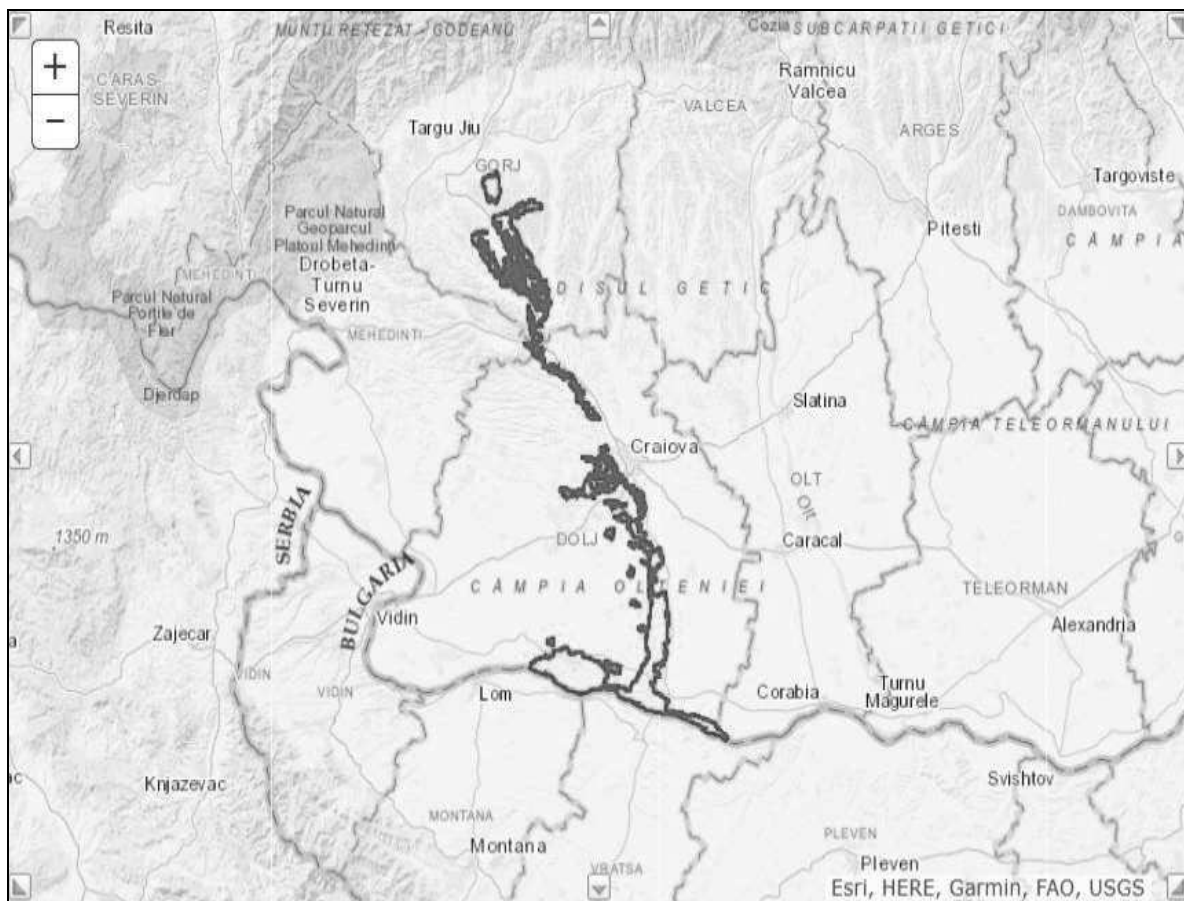 Resita
MUNTII RETEZAT - GODEANU
Cozia
SUBCARPATII GETICI
+
−
CARAS-
SEVERIN
Ramnicu
Valcea
VALCEA
Targu Jiu
ARGES
GORJ
Targoviste
DAMBOVITA
Parcul Natural
Geoparcul
Platoul Mehedinti
Pitesti
CÂMPIA
Drobeta-
Turnu
Severin
MEHEDINTI
DISUL GETIC
Parcul Natural
Portile de
Fier
MEHEDINTI
Djerdap
Slatina
CÂMPIA TELEORMANULUI
Craiova
OLT
Olt
SERBIA
1350 m
DOLJ
Caracal
BULGARIA
CÂMPIA OLTENIEI
TELEORMAN
Vidin
Alexandria
Zajecar
VIDIN
VIDIN
Lom
Corabia
Turnu
Magurele
Knjazevac
Svishtov
MONTANA
Montana
PLEVEN
VRATSA
Pleven
Esri, HERE, Garmin, FAO, USGS